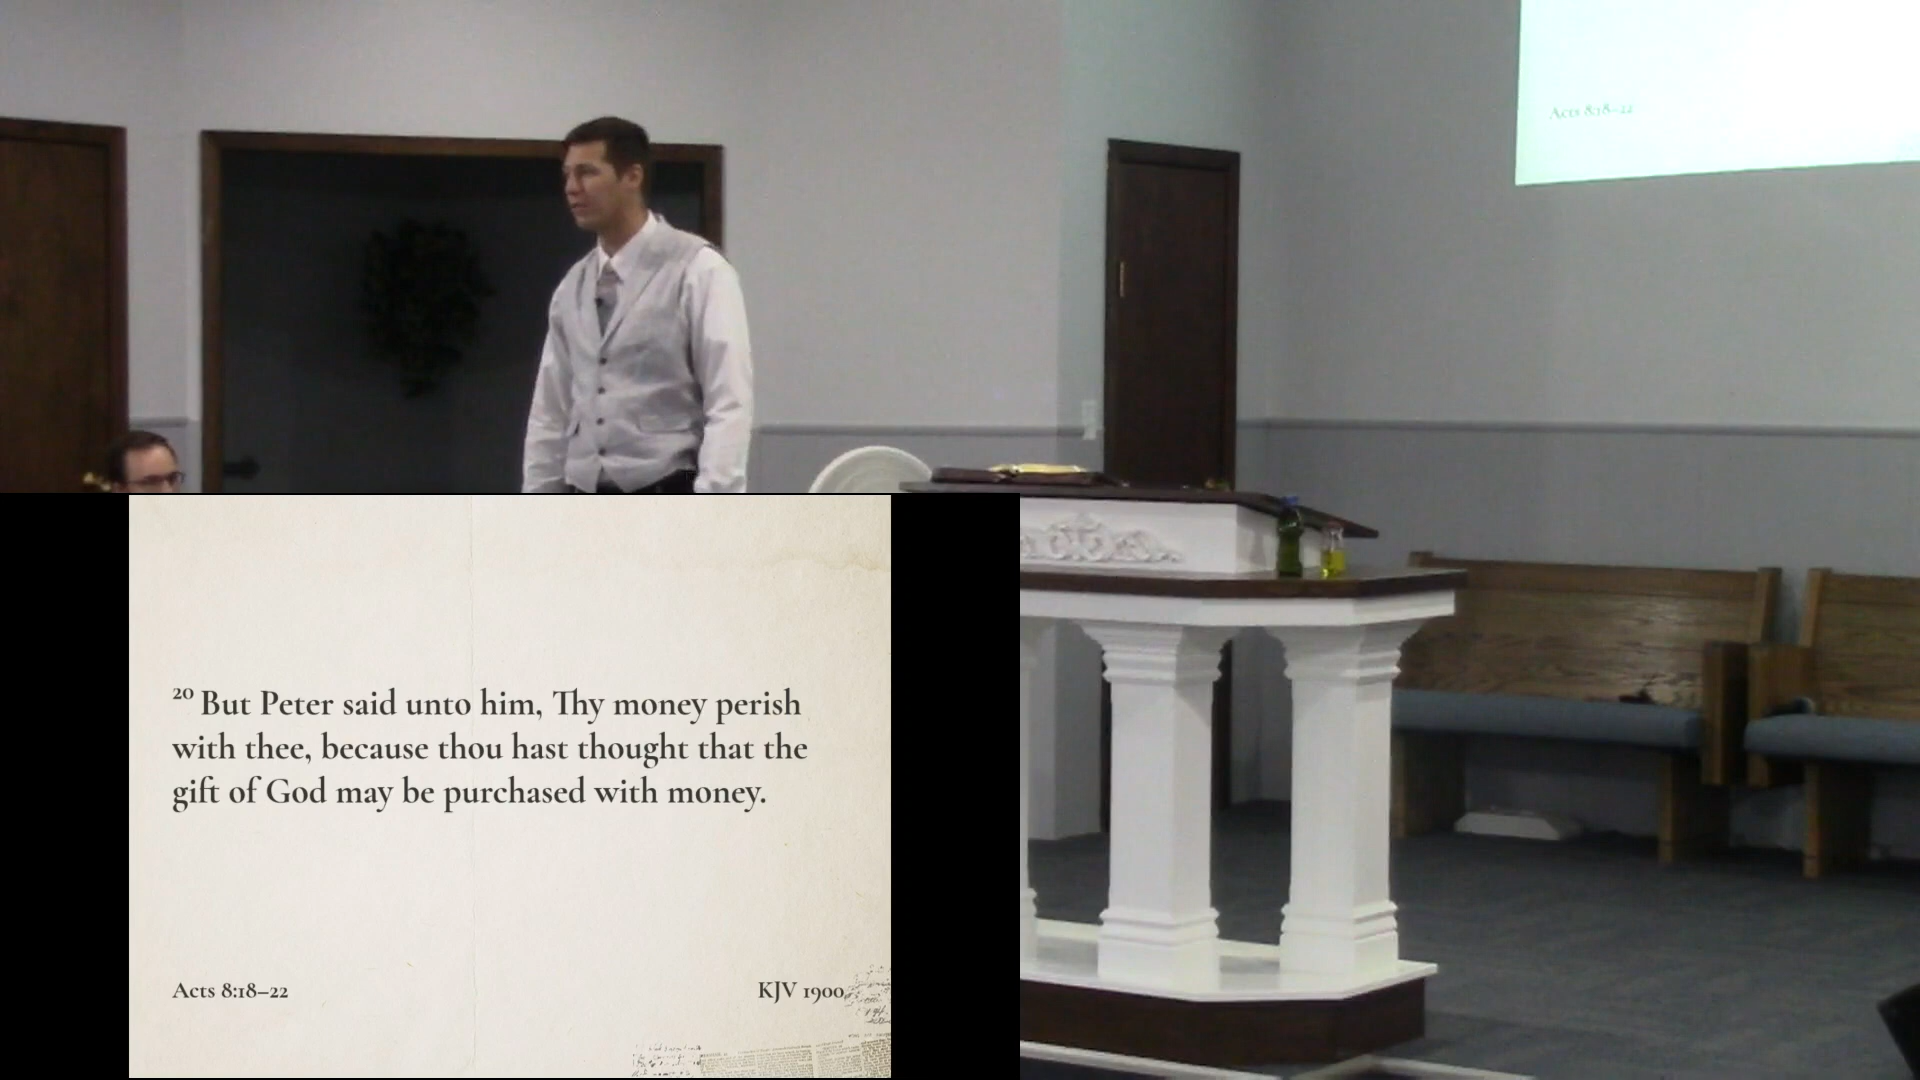 Acts 8:18–22
²⁰ But Peter said unto him, Thy money perish
with thee, because thou hast thought that the
gift of God may be purchased with money.
Acts 8:18–22
KJV 1900